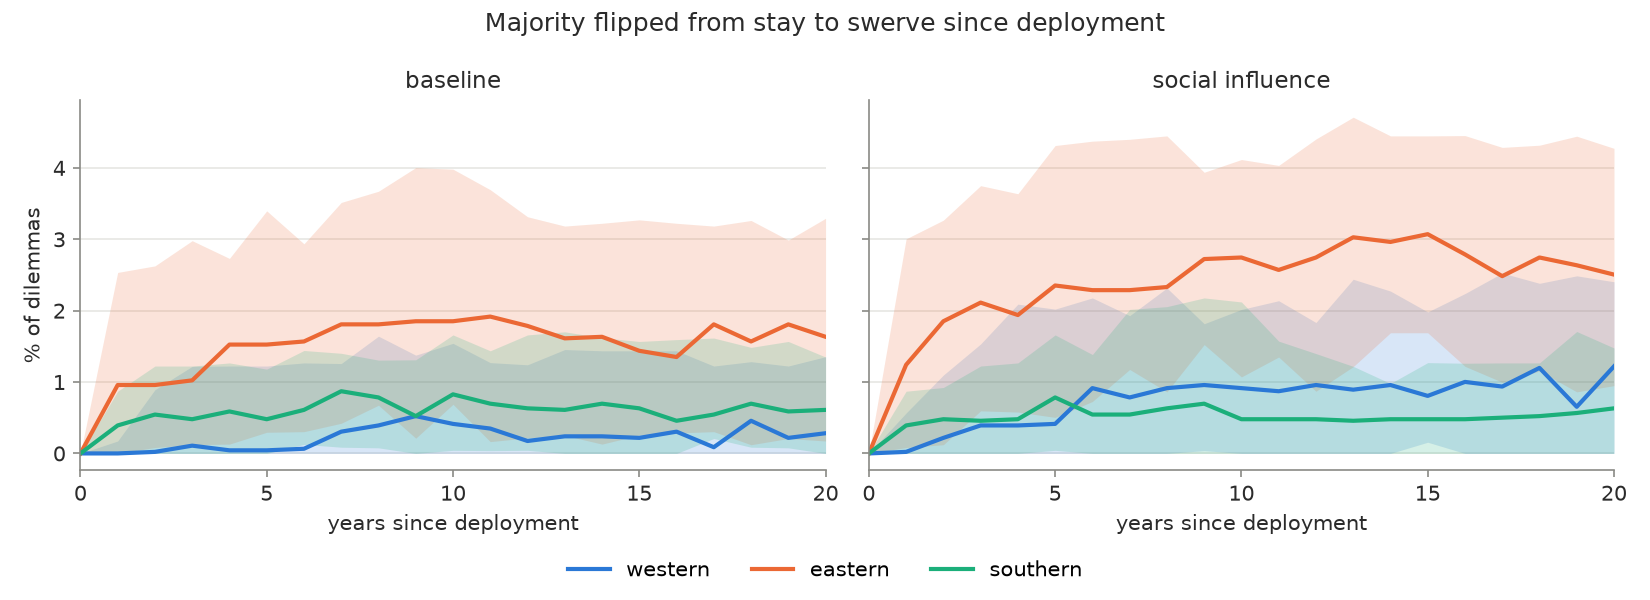 Majority flipped from stay to swerve since deployment
baseline
social influence
% of dilemmas
4
3
2
1
0
0 5 10 15 20
0 5 10 15 20
years since deployment
years since deployment
western eastern southern